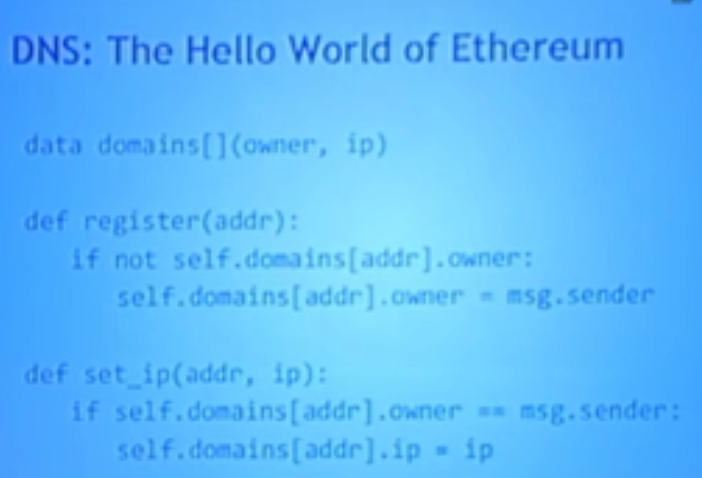 DNS: The Hello World of Ethereum
data domains[](owner, ip)
def register(addr):
if not self.domains[addr].owner:
self.domains[addr].owner = msg.sender
def set_ip(addr, ip):
if self.domains[addr].owner == msg.sender:
self.domains[addr].ip = ip